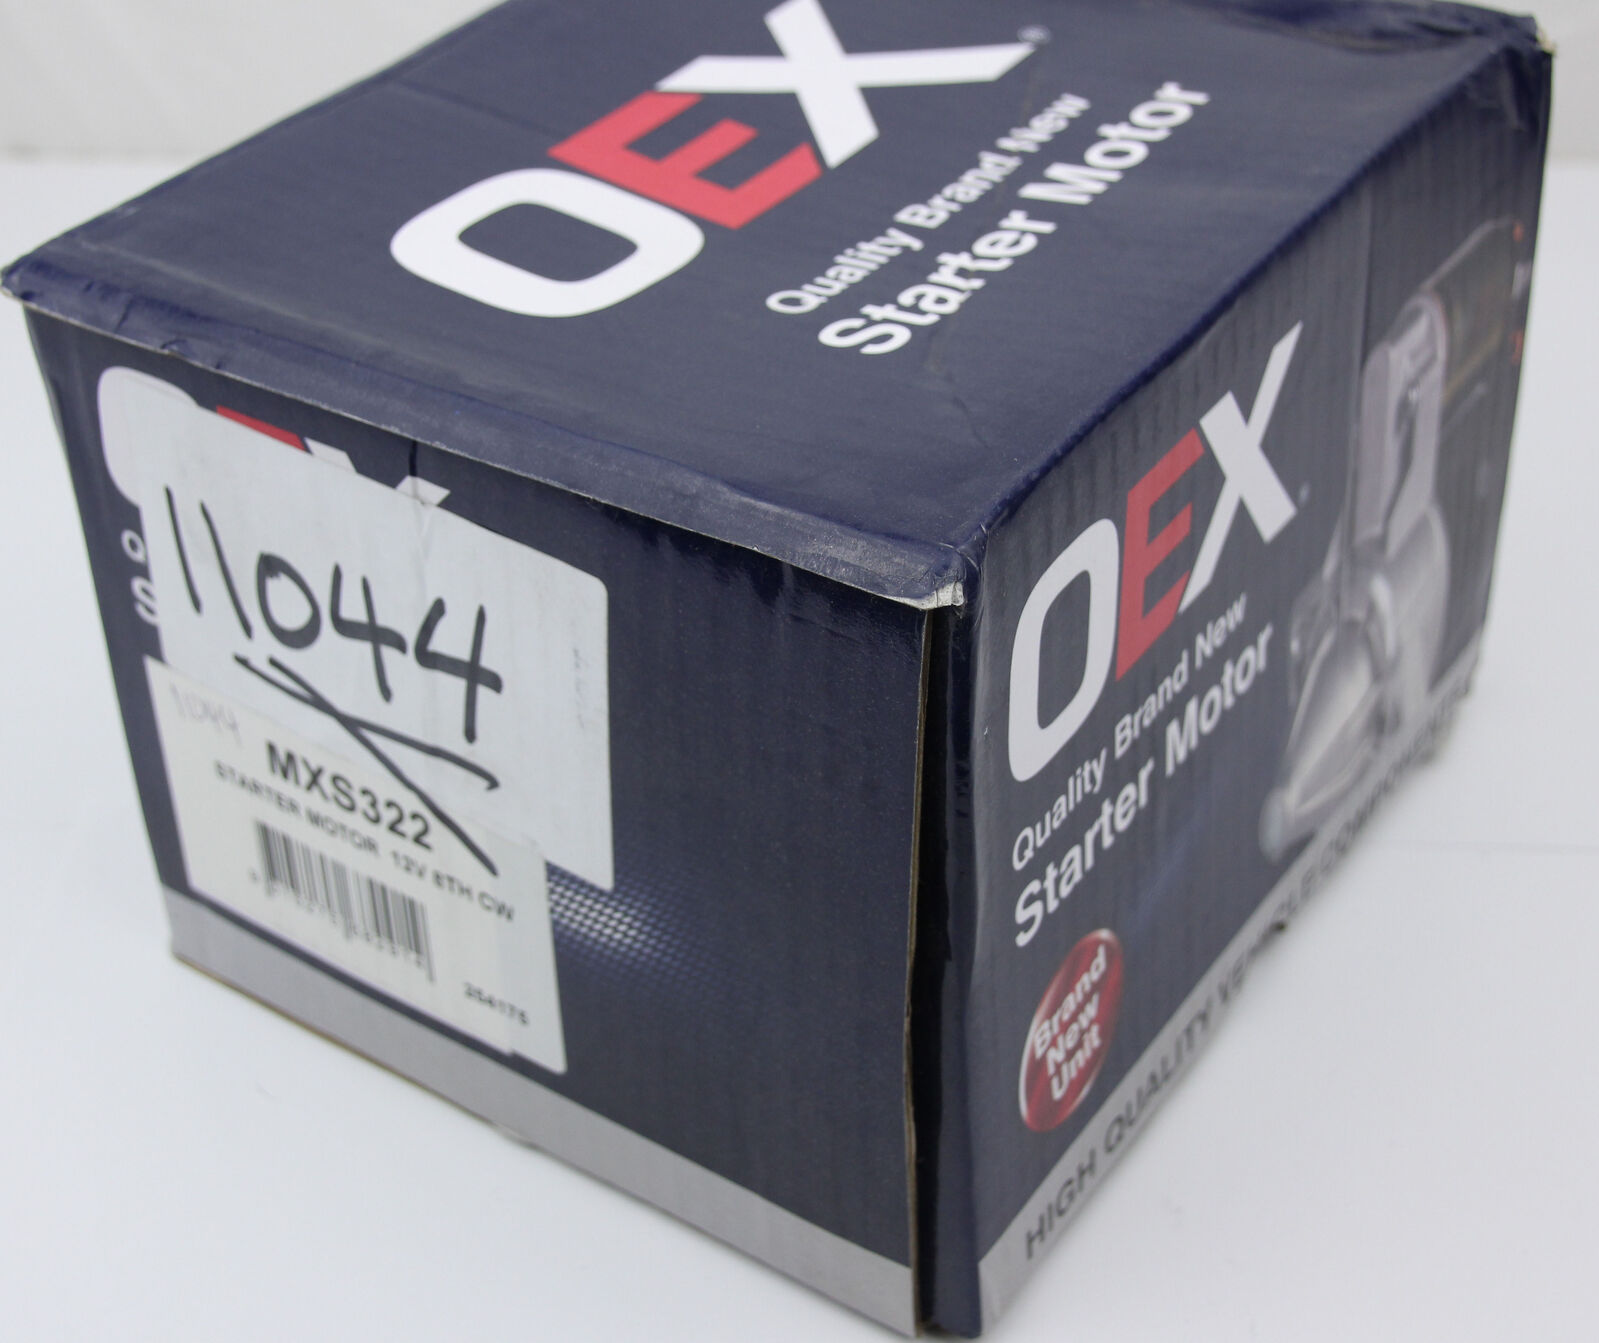 OEX®
Quality Brand New
Starter Motor
11044
1044
MXS322
STARTER MOTOR 12V 8TH CW
254175
OEX
Quality Brand New
Starter Motor
Brand
New
Unit
HIGH QUALITY VEHICLE COMPONENTS